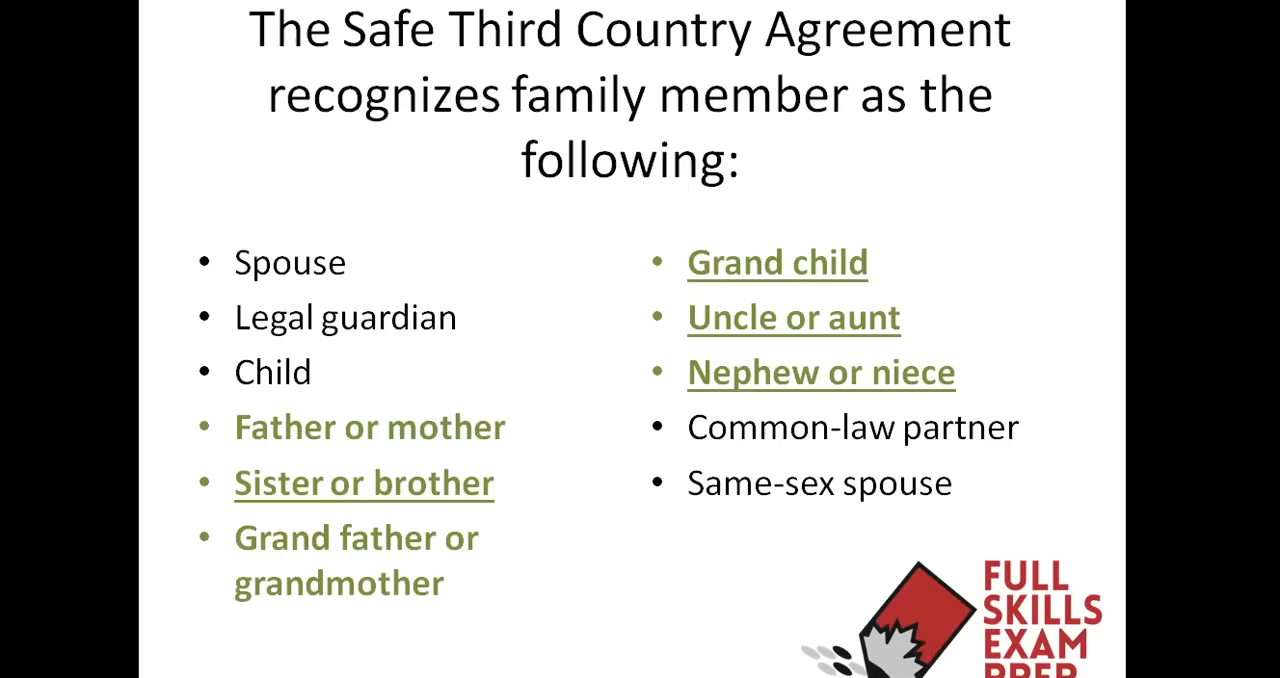 The Safe Third Country Agreement
recognizes family member as the
following:
• Spouse
• Legal guardian
• Child
• Father or mother
• Sister or brother
• Grand father or
grandmother
• Grand child
• Uncle or aunt
• Nephew or niece
• Common-law partner
• Same-sex spouse
FULL
SKILLS
EXAM
PREP